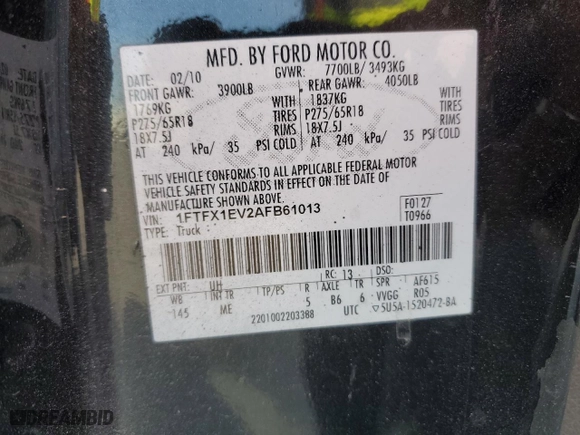 MFD. BY FORD MOTOR CO.
DATE: 02/10 GVWR: 7700LB/ 3493KG
FRONT GAWR: 3900LB REAR GAWR: 4050LB
1769KG WITH 1837KG WITH
P275/65R18 TIRES P275/65R18 TIRES
18X7.5J RIMS 18X7.5J RIMS
AT 240 kPa/ 35 PSI COLD AT 240 kPa/ 35 PSI COLD
THIS VEHICLE CONFORMS TO ALL APPLICABLE FEDERAL MOTOR
VEHICLE SAFETY STANDARDS IN EFFECT ON THE DATE OF
MANUFACTURE SHOWN ABOVE.
VIN: 1FTFX1EV2AFB61013 F0127
TYPE: Truck T0966
RC: 13 DSO:
EXT PNT: UH
WB INT TR TP/PS R AXLE TR SPR AF615
145 ME 5 B6 6 VVGG R05
2201002203388 UTC ▽5U5A-1520472-BA
DREAMBID